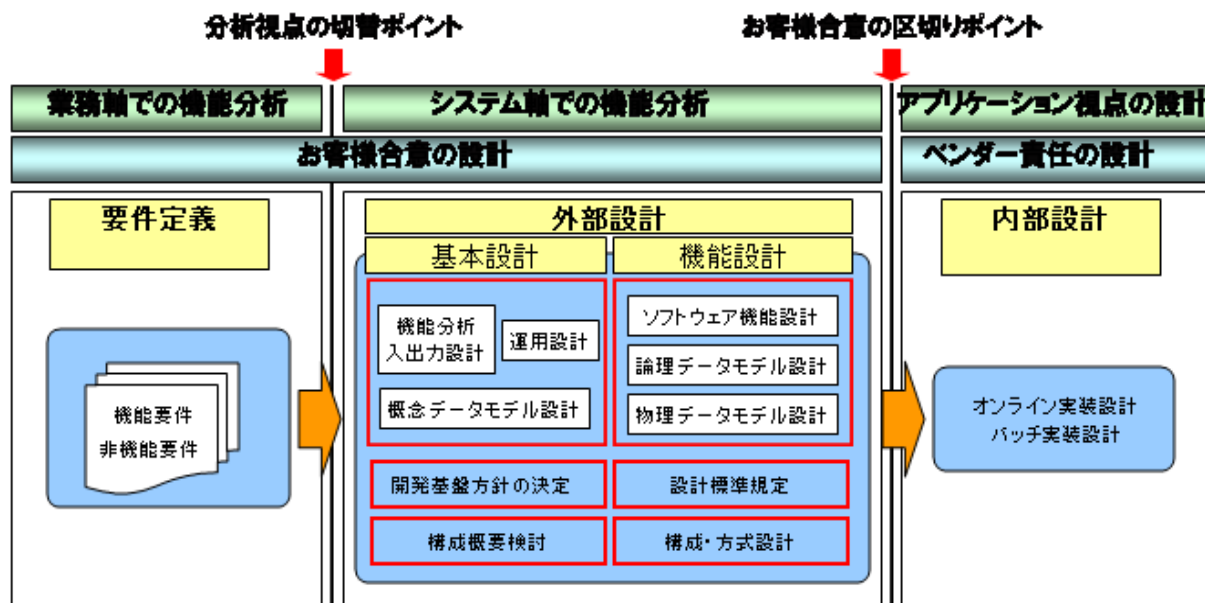 分析視点の切替ポイント
お客様合意の区切りポイント
業務軸での機能分析
システム軸での機能分析
アプリケーション視点の設計
お客様合意の設計
ベンダー責任の設計
要件定義
外部設計
内部設計
基本設計
機能設計
機能分析
入出力設計
運用設計
概念データモデル設計
ソフトウェア機能設計
論理データモデル設計
物理データモデル設計
機能要件
非機能要件
オンライン実装設計
バッチ実装設計
開発基盤方針の決定
設計標準規定
構成概要検討
構成・方式設計